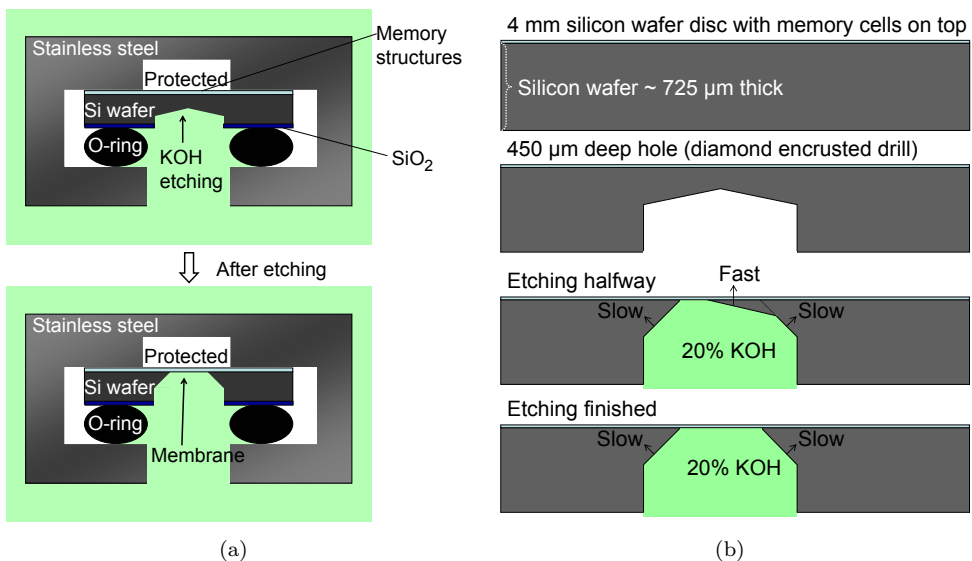 Stainless steel
Memory
structures
Protected
Si wafer
O-ring
KOH
etching
SiO2
After etching
Stainless steel
Protected
Si wafer
O-ring
Membrane
(a)
4 mm silicon wafer disc with memory cells on top
Silicon wafer ~ 725 µm thick
450 µm deep hole (diamond encrusted drill)
Etching halfway
Fast
Slow
Slow
20% KOH
Etching finished
Slow
Slow
20% KOH
(b)